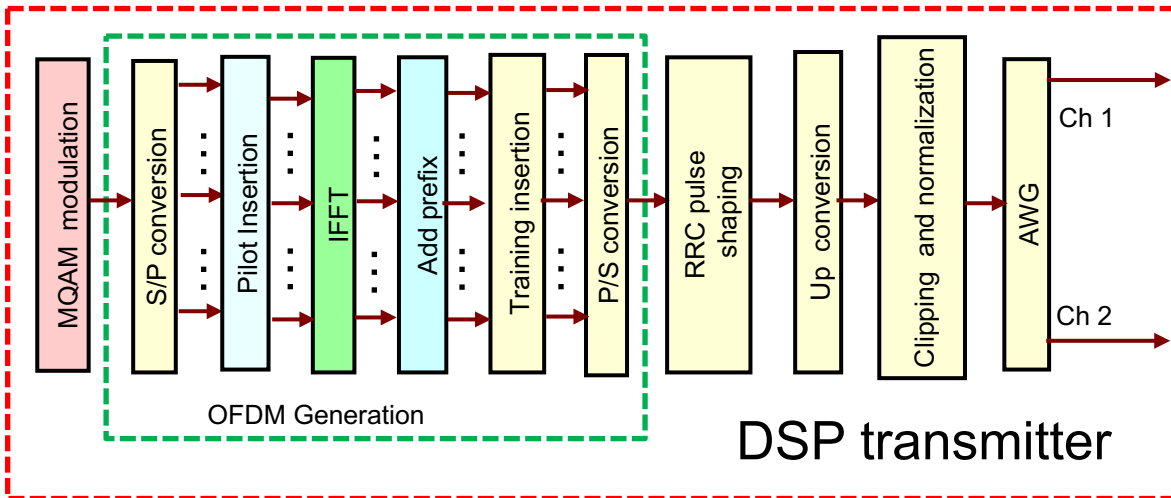 MQAM modulation
S/P conversion
Pilot Insertion
IFFT
Add prefix
Training insertion
P/S conversion
RRC pulse
shaping
Up conversion
Clipping and normalization
AWG
Ch 1
Ch 2
OFDM Generation
DSP transmitter